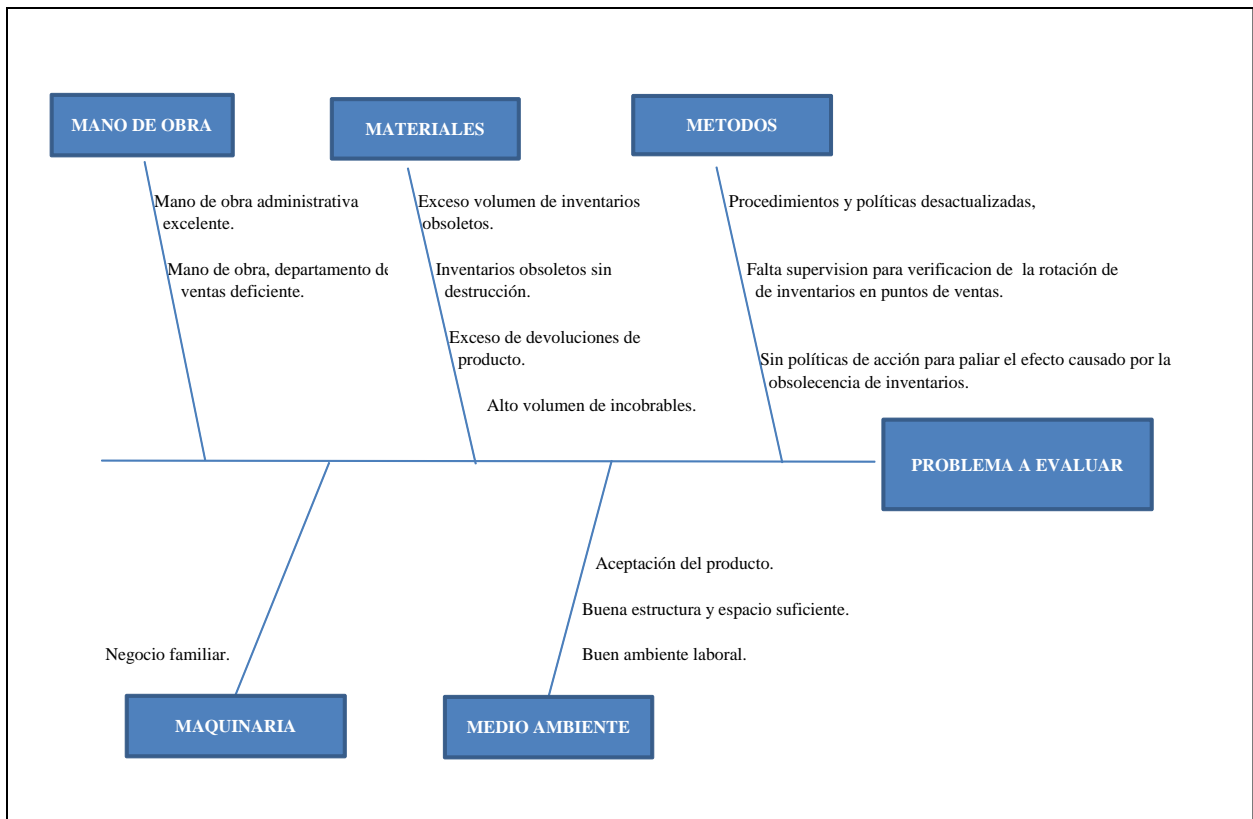 MANO DE OBRA
MATERIALES
METODOS
Mano de obra administrativa
excelente.
Mano de obra, departamento de
ventas deficiente.
Exceso volumen de inventarios
obsoletos.
Inventarios obsoletos sin
destrucción.
Exceso de devoluciones de
producto.
Alto volumen de incobrables.
Procedimientos y políticas desactualizadas,
Falta supervision para verificacion de la rotación de
de inventarios en puntos de ventas.
Sin políticas de acción para paliar el efecto causado por la
obsolecencia de inventarios.
PROBLEMA A EVALUAR
Negocio familiar.
Aceptación del producto.
Buena estructura y espacio suficiente.
Buen ambiente laboral.
MAQUINARIA
MEDIO AMBIENTE